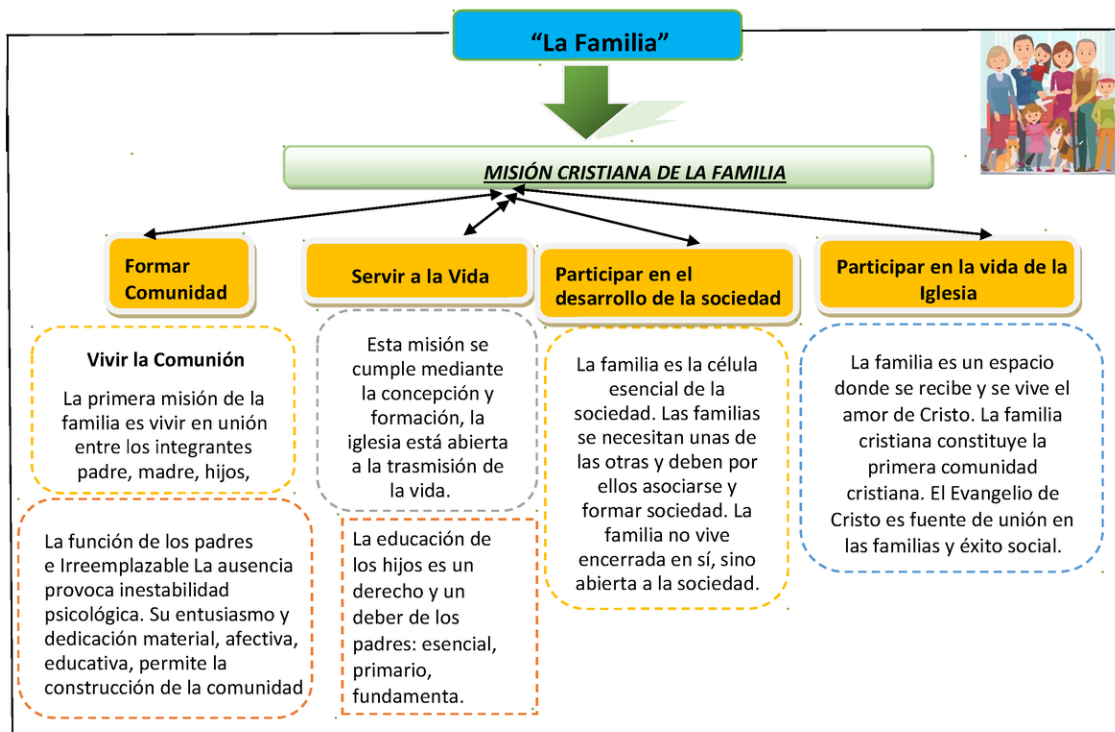 “La Familia”
MISIÓN CRISTIANA DE LA FAMILIA
Formar
Comunidad
Vivir la Comunión
La primera misión de la
familia es vivir en unión
entre los integrantes
padre, madre, hijos,
La función de los padres
e Irreemplazable La ausencia
provoca inestabilidad
psicológica. Su entusiasmo y
dedicación material, afectiva,
educativa, permite la
construcción de la comunidad
Servir a la Vida
Esta misión se
cumple mediante
la concepción y
formación, la
iglesia está abierta
a la trasmisión de
la vida.
La educación de
los hijos es un
derecho y un
deber de los
padres: esencial,
primario,
fundamenta.
Participar en el
desarrollo de la sociedad
La familia es la célula
esencial de la
sociedad. Las familias
se necesitan unas de
las otras y deben por
ellos asociarse y
formar sociedad. La
familia no vive
encerrada en sí, sino
abierta a la sociedad.
Participar en la vida de la
Iglesia
La familia es un espacio
donde se recibe y se vive el
amor de Cristo. La familia
cristiana constituye la
primera comunidad
cristiana. El Evangelio de
Cristo es fuente de unión en
las familias y éxito social.